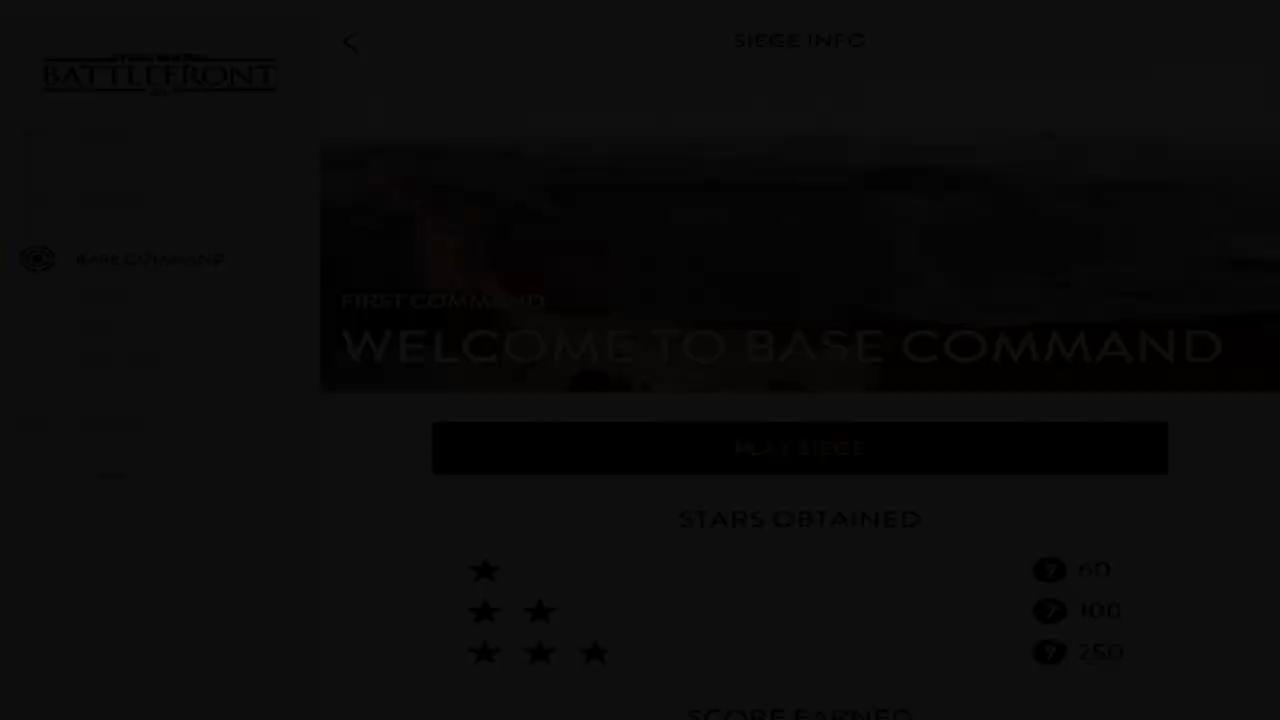 BATTLEFRONT
SIEGE INFO
BASE COMMAND
FIRST COMMAND
WELCOME TO BASE COMMAND
PLAY SIEGE
STARS OBTAINED
60
100
250
SCORE EARNED